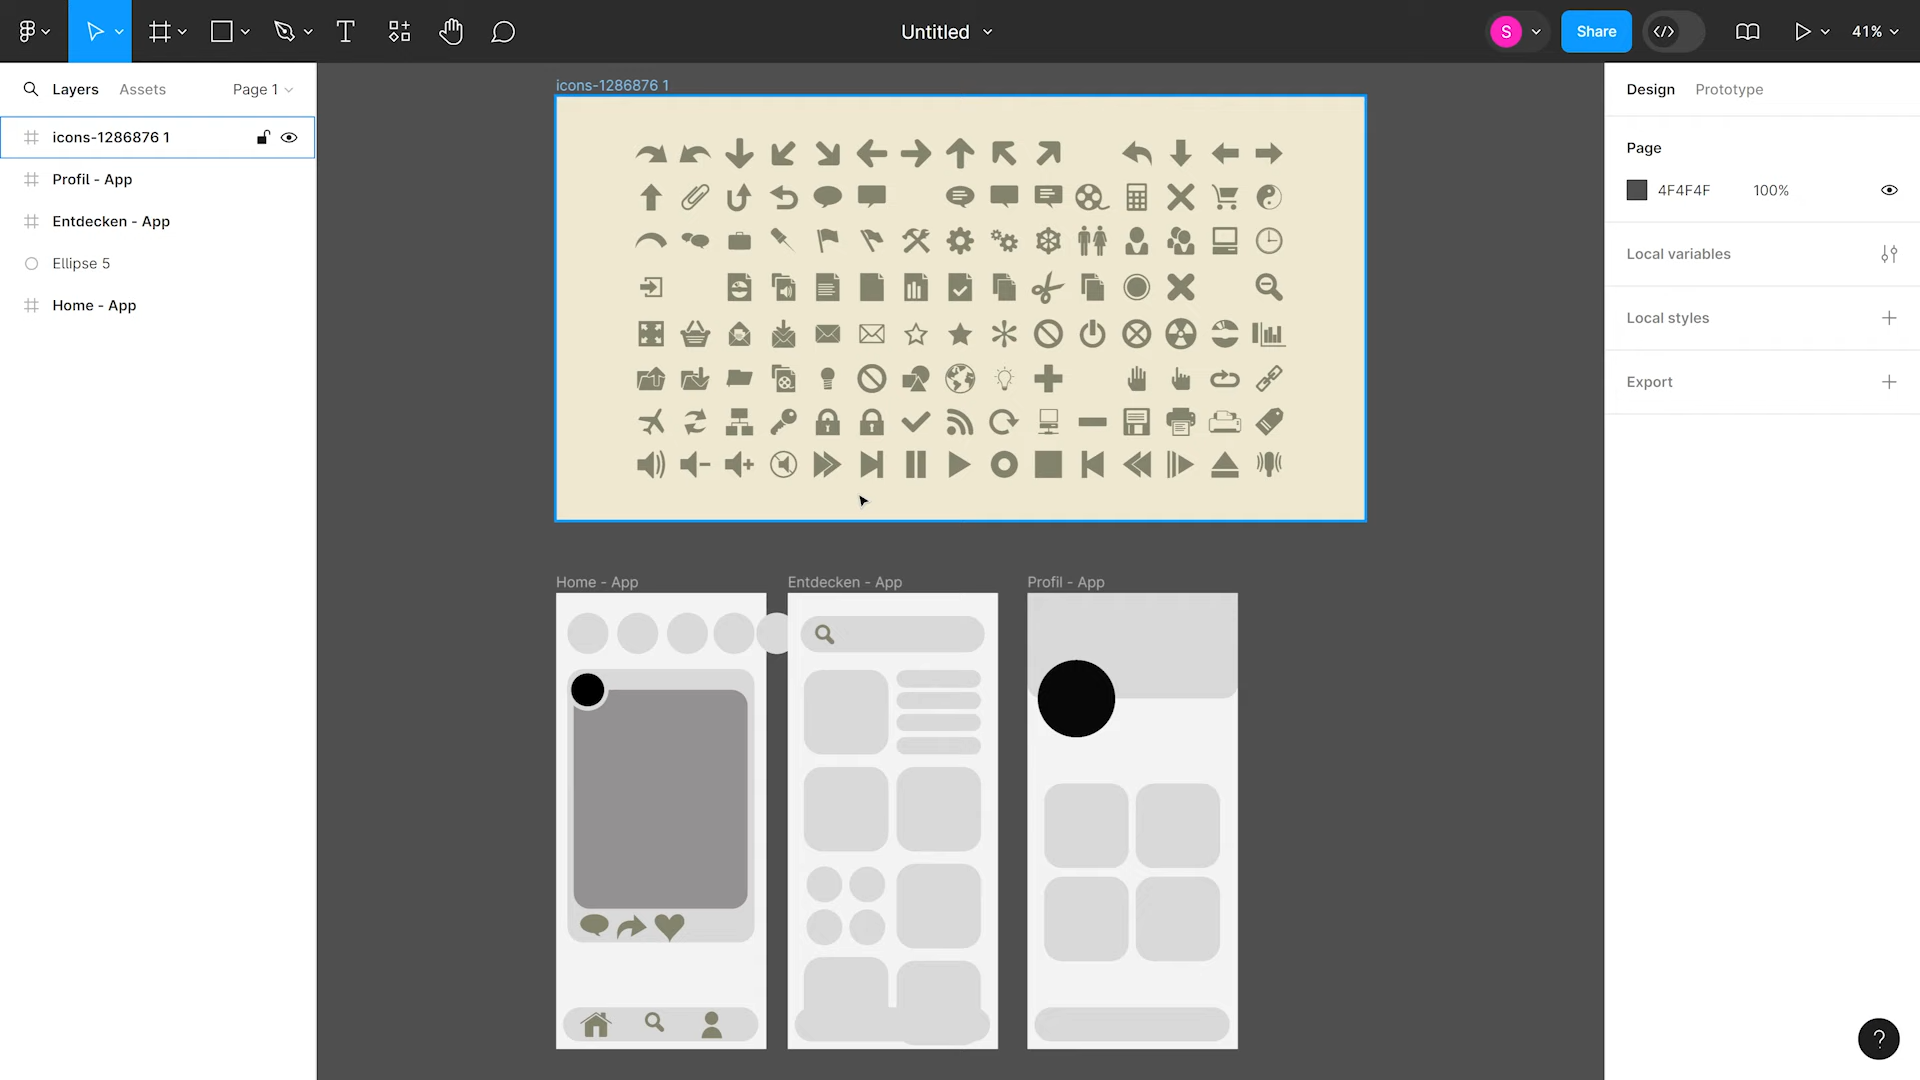 Untitled
S
Share
41%
Layers
Assets
Page 1
icons-1286876 1
Profil - App
Entdecken - App
Ellipse 5
Home - App
icons-1286876 1
Home - App
Entdecken - App
Profil - App
Design
Prototype
Page
4F4F4F
100%
Local variables
Local styles
Export
?